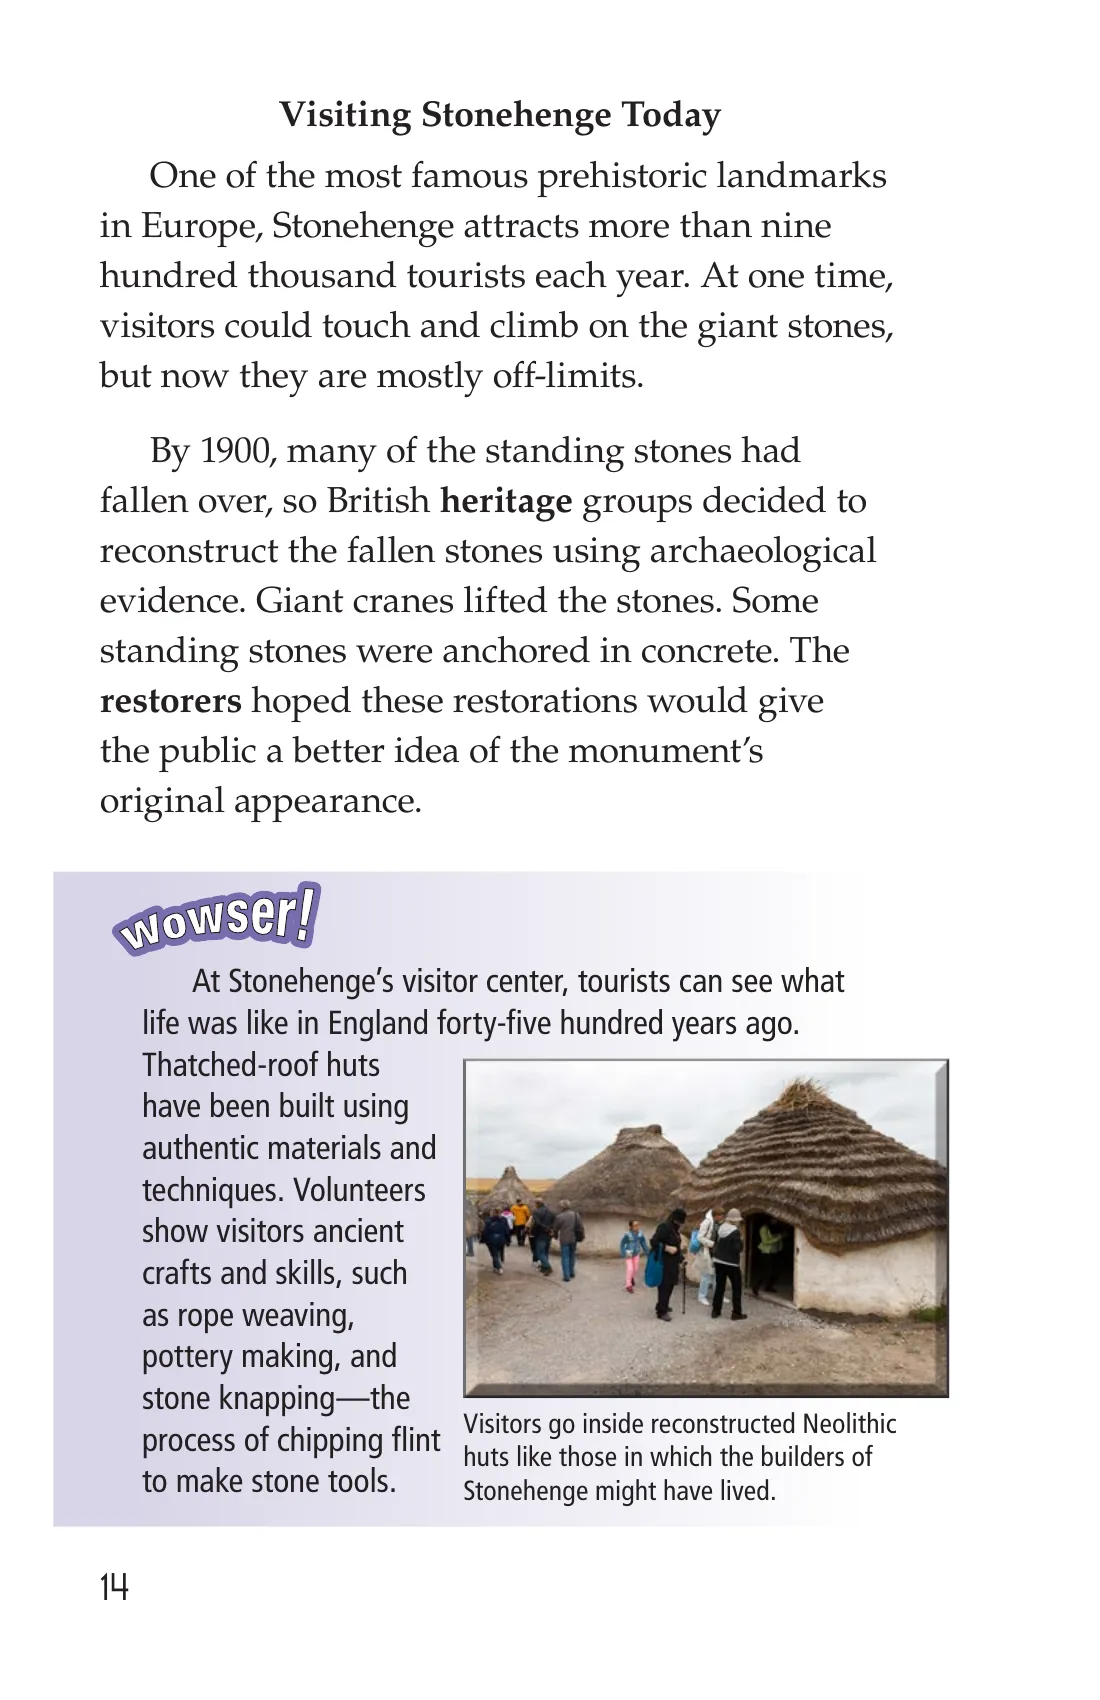 Visiting Stonehenge Today
One of the most famous prehistoric landmarks
in Europe, Stonehenge attracts more than nine
hundred thousand tourists each year. At one time,
visitors could touch and climb on the giant stones,
but now they are mostly off-limits.
By 1900, many of the standing stones had
fallen over, so British heritage groups decided to
reconstruct the fallen stones using archaeological
evidence. Giant cranes lifted the stones. Some
standing stones were anchored in concrete. The
restorers hoped these restorations would give
the public a better idea of the monument’s
original appearance.
wowser!
At Stonehenge’s visitor center, tourists can see what
life was like in England forty-five hundred years ago.
Thatched-roof huts
have been built using
authentic materials and
techniques. Volunteers
show visitors ancient
crafts and skills, such
as rope weaving,
pottery making, and
stone knapping—the
process of chipping flint
to make stone tools.
Visitors go inside reconstructed Neolithic
huts like those in which the builders of
Stonehenge might have lived.
14